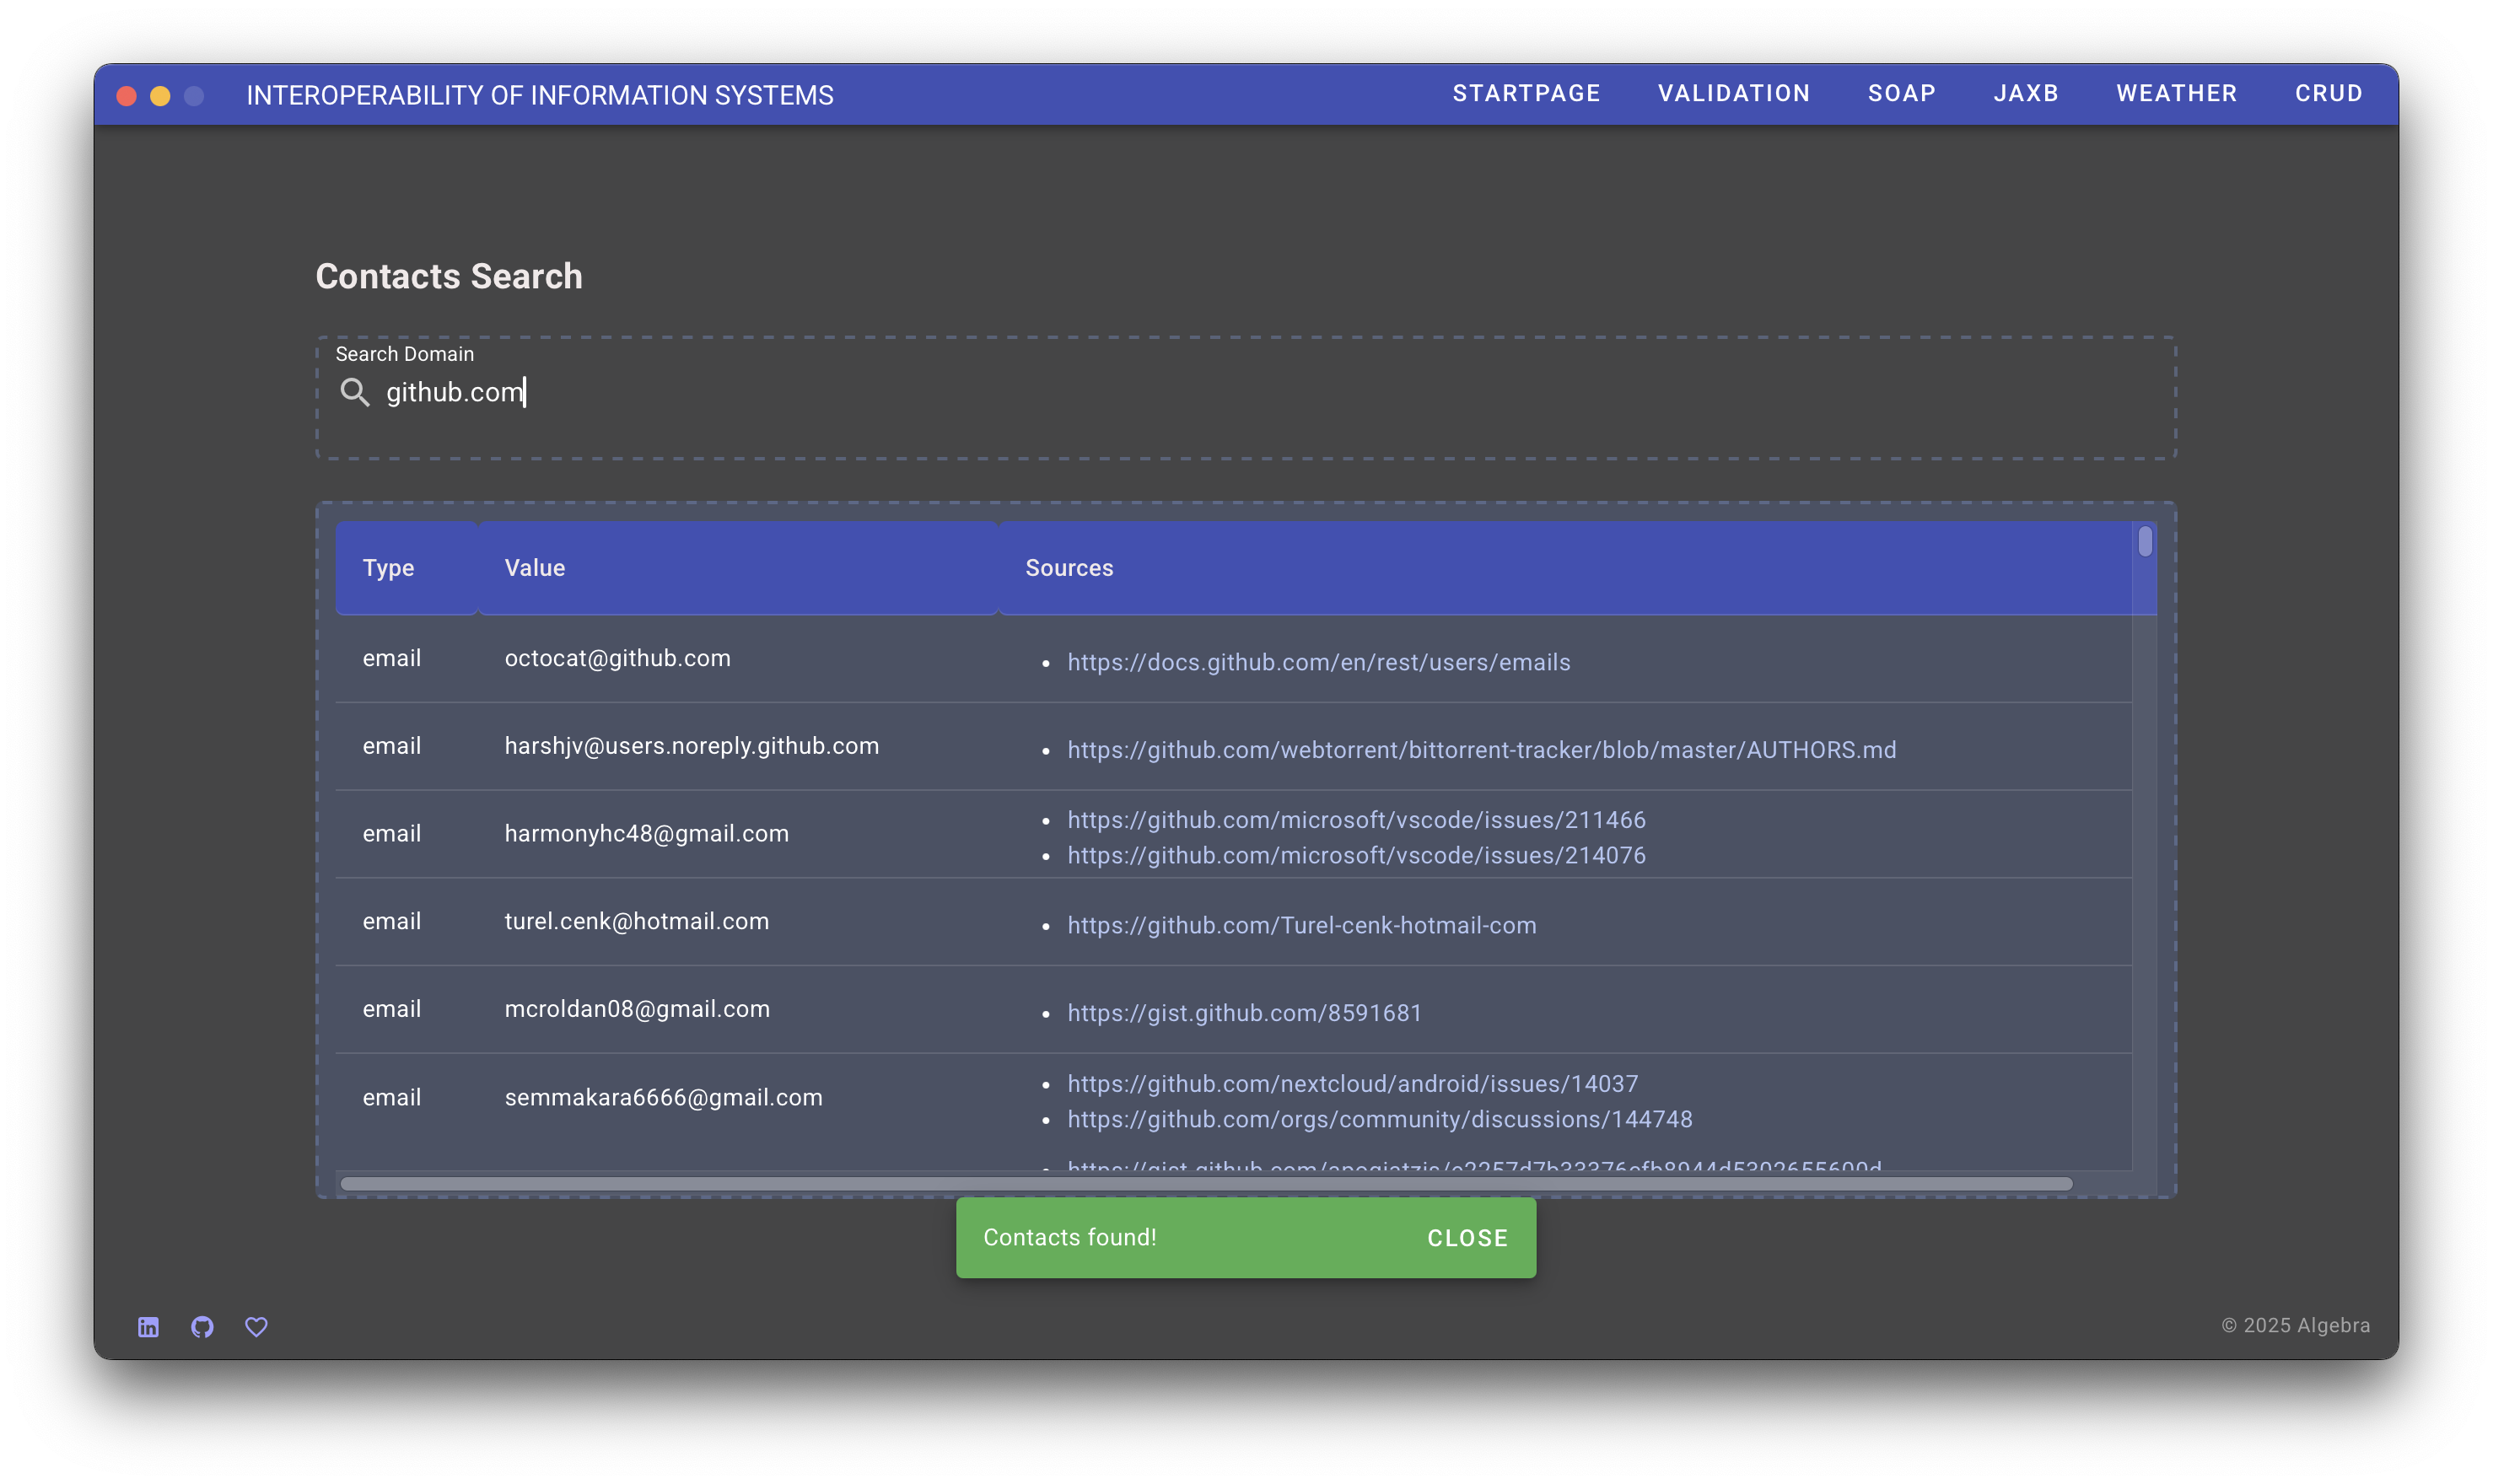 INTEROPERABILITY OF INFORMATION SYSTEMS STARTPAGE VALIDATION SOAP JAXB WEATHER CRUD
Contacts Search
Search Domain
github.com
Type Value Sources
email octocat@github.com • https://docs.github.com/en/rest/users/emails
email harshjv@users.noreply.github.com • https://github.com/webtorrent/bittorrent-tracker/blob/master/AUTHORS.md
email harmonyhc48@gmail.com • https://github.com/microsoft/vscode/issues/211466
• https://github.com/microsoft/vscode/issues/214076
email turel.cenk@hotmail.com • https://github.com/Turel-cenk-hotmail-com
email mcroldan08@gmail.com • https://gist.github.com/8591681
email semmakara6666@gmail.com • https://github.com/nextcloud/android/issues/14037
• https://github.com/orgs/community/discussions/144748
Contacts found! CLOSE
© 2025 Algebra